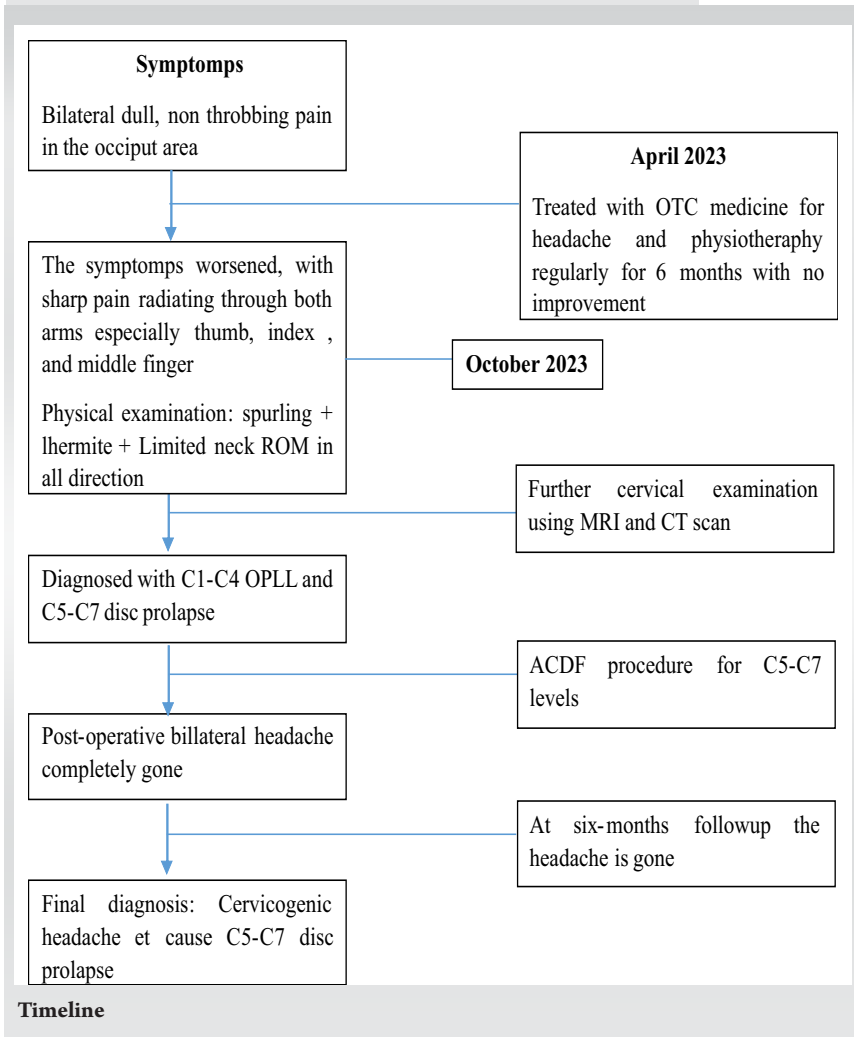 Symptomps
Bilateral dull, non throbbing pain
in the occiput area
April 2023
Treated with OTC medicine for
headache and physiotheraphy
regularly for 6 months with no
improvement
The symptomps worsened, with
sharp pain radiating through both
arms especially thumb, index ,
and middle finger
Physical examination: spurling +
lhermite + Limited neck ROM in
all direction
October 2023
Further cervical examination
using MRI and CT scan
Diagnosed with C1-C4 OPLL and
C5-C7 disc prolapse
ACDF procedure for C5-C7
levels
Post-operative billateral headache
completely gone
At six-months followup the
headache is gone
Final diagnosis: Cervicogenic
headache et cause C5-C7 disc
prolapse
Timeline